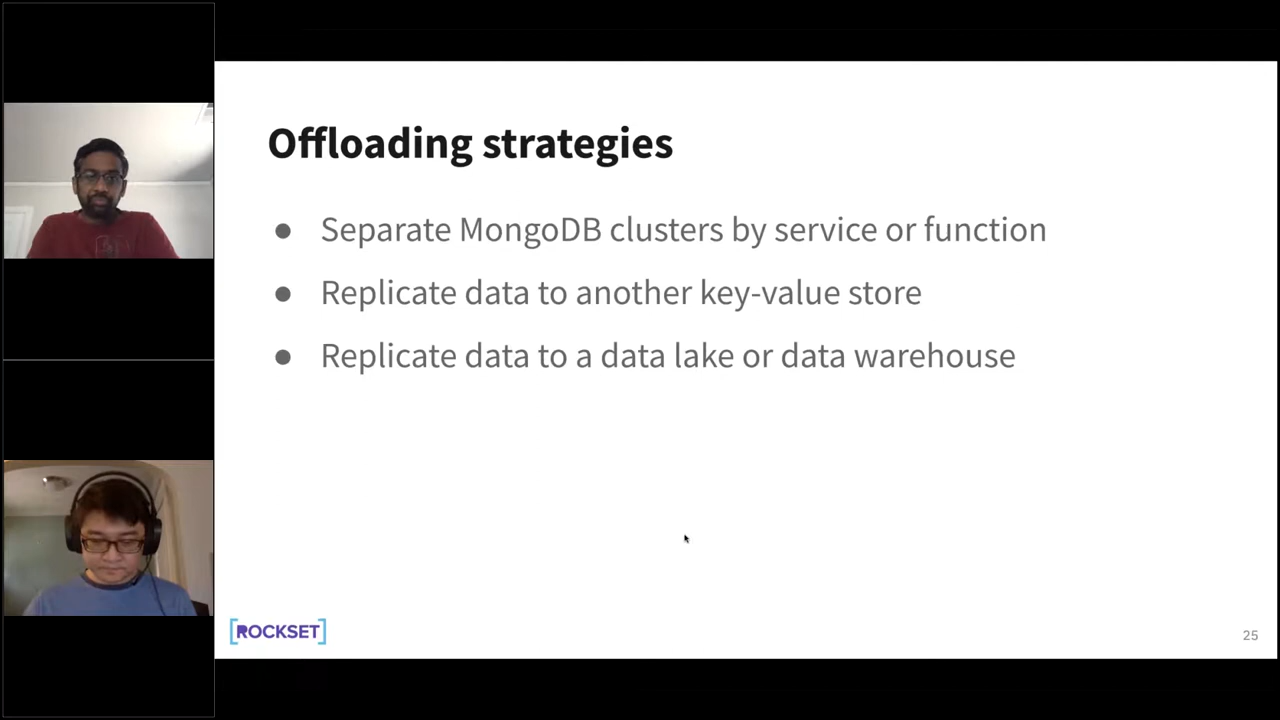 Offloading strategies
● Separate MongoDB clusters by service or function
● Replicate data to another key-value store
● Replicate data to a data lake or data warehouse
[ROCKSET]
25